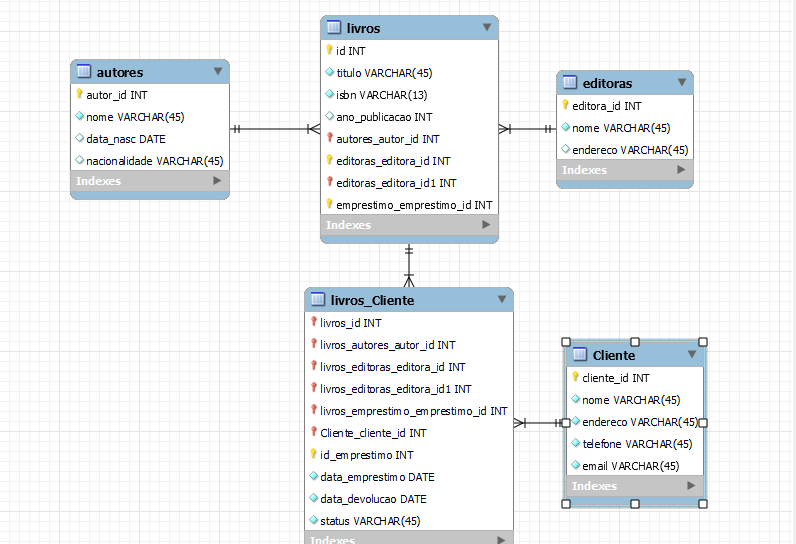 autores
autor_id INT
nome VARCHAR(45)
data_nasc DATE
nacionalidade VARCHAR(45)
Indexes
livros
id INT
titulo VARCHAR(45)
isbn VARCHAR(13)
ano_publicacao INT
autores_autor_id INT
editoras_editora_id INT
editoras_editora_id1 INT
emprestimo_emprestimo_id INT
Indexes
editoras
editora_id INT
nome VARCHAR(45)
endereco VARCHAR(45)
Indexes
livros_Cliente
livros_id INT
livros_autores_autor_id INT
livros_editoras_editora_id INT
livros_editoras_editora_id1 INT
livros_emprestimo_emprestimo_id INT
Cliente_cliente_id INT
id_emprestimo INT
data_emprestimo DATE
data_devolucao DATE
status VARCHAR(45)
Indexes
Cliente
cliente_id INT
nome VARCHAR(45)
endereco VARCHAR(45)
telefone VARCHAR(45)
email VARCHAR(45)
Indexes